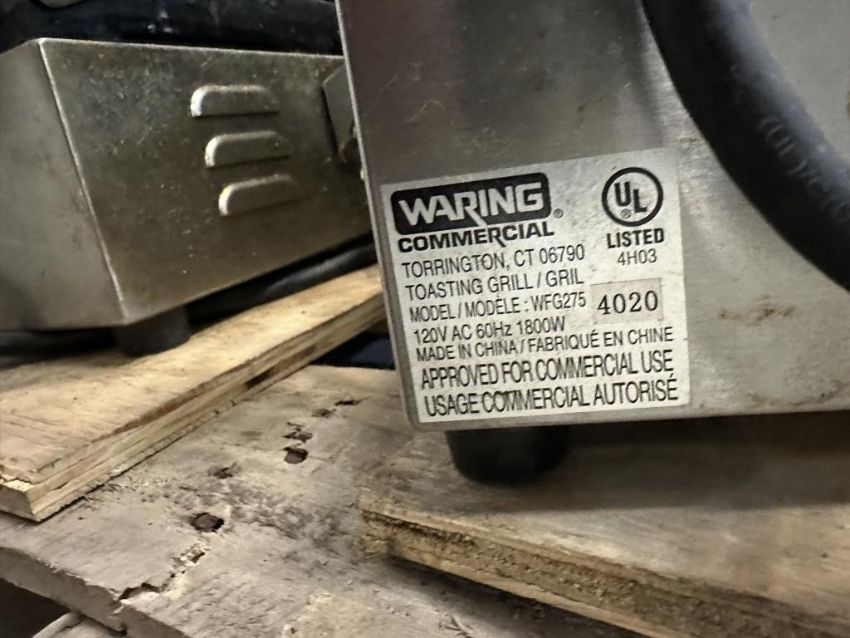 WARING®
COMMERCIAL
UL®
LISTED
4H03
TORRINGTON, CT 06790
TOASTING GRILL / GRIL
MODEL / MODÈLE : WFG275
4020
120V AC 60Hz 1800W
MADE IN CHINA / FABRIQUÉ EN CHINE
APPROVED FOR COMMERCIAL USE
USAGE COMMERCIAL AUTORISÉ